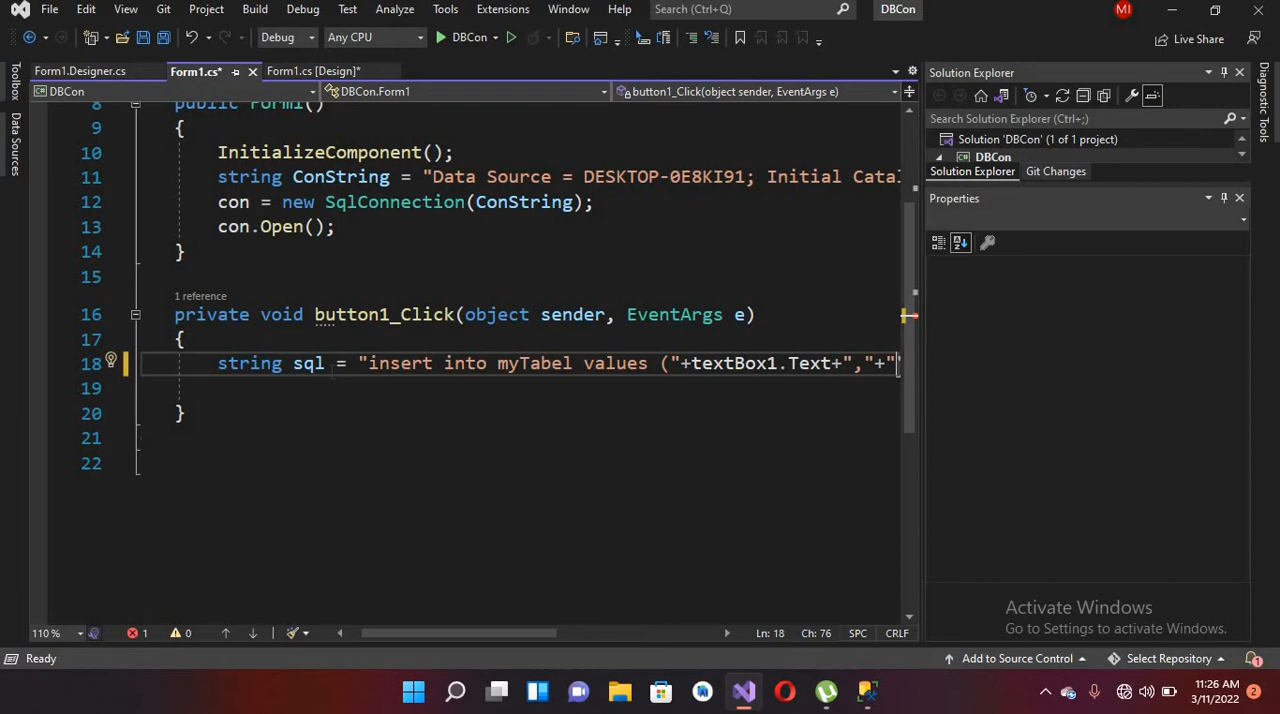 File Edit View Git Project Build Debug Test Analyze Tools Extensions Window Help Search (Ctrl+Q) DBCon MI
Debug Any CPU DBCon Live Share
Form1.Designer.cs Form1.cs* Form1.cs [Design]*
DBCon DBCon.Form1 button1_Click(object sender, EventArgs e)
Toolbox
Data Sources
8 public Form1()
9 {
10 InitializeComponent();
11 string ConString = "Data Source = DESKTOP-0E8KI91; Initial Catal
12 con = new SqlConnection(ConString);
13 con.Open();
14 }
15
1 reference
16 private void button1_Click(object sender, EventArgs e)
17 {
18 string sql = "insert into myTabel values ("+textBox1.Text+","+"
19
20 }
21
22
110 % 1 0 Ln: 18 Ch: 76 SPC CRLF
Solution Explorer
Search Solution Explorer (Ctrl+;)
Solution 'DBCon' (1 of 1 project)
DBCon
Solution Explorer Git Changes
Properties
Diagnostic Tools
Activate Windows
Go to Settings to activate Windows.
Ready Add to Source Control Select Repository 1
11:26 AM
3/11/2022 2